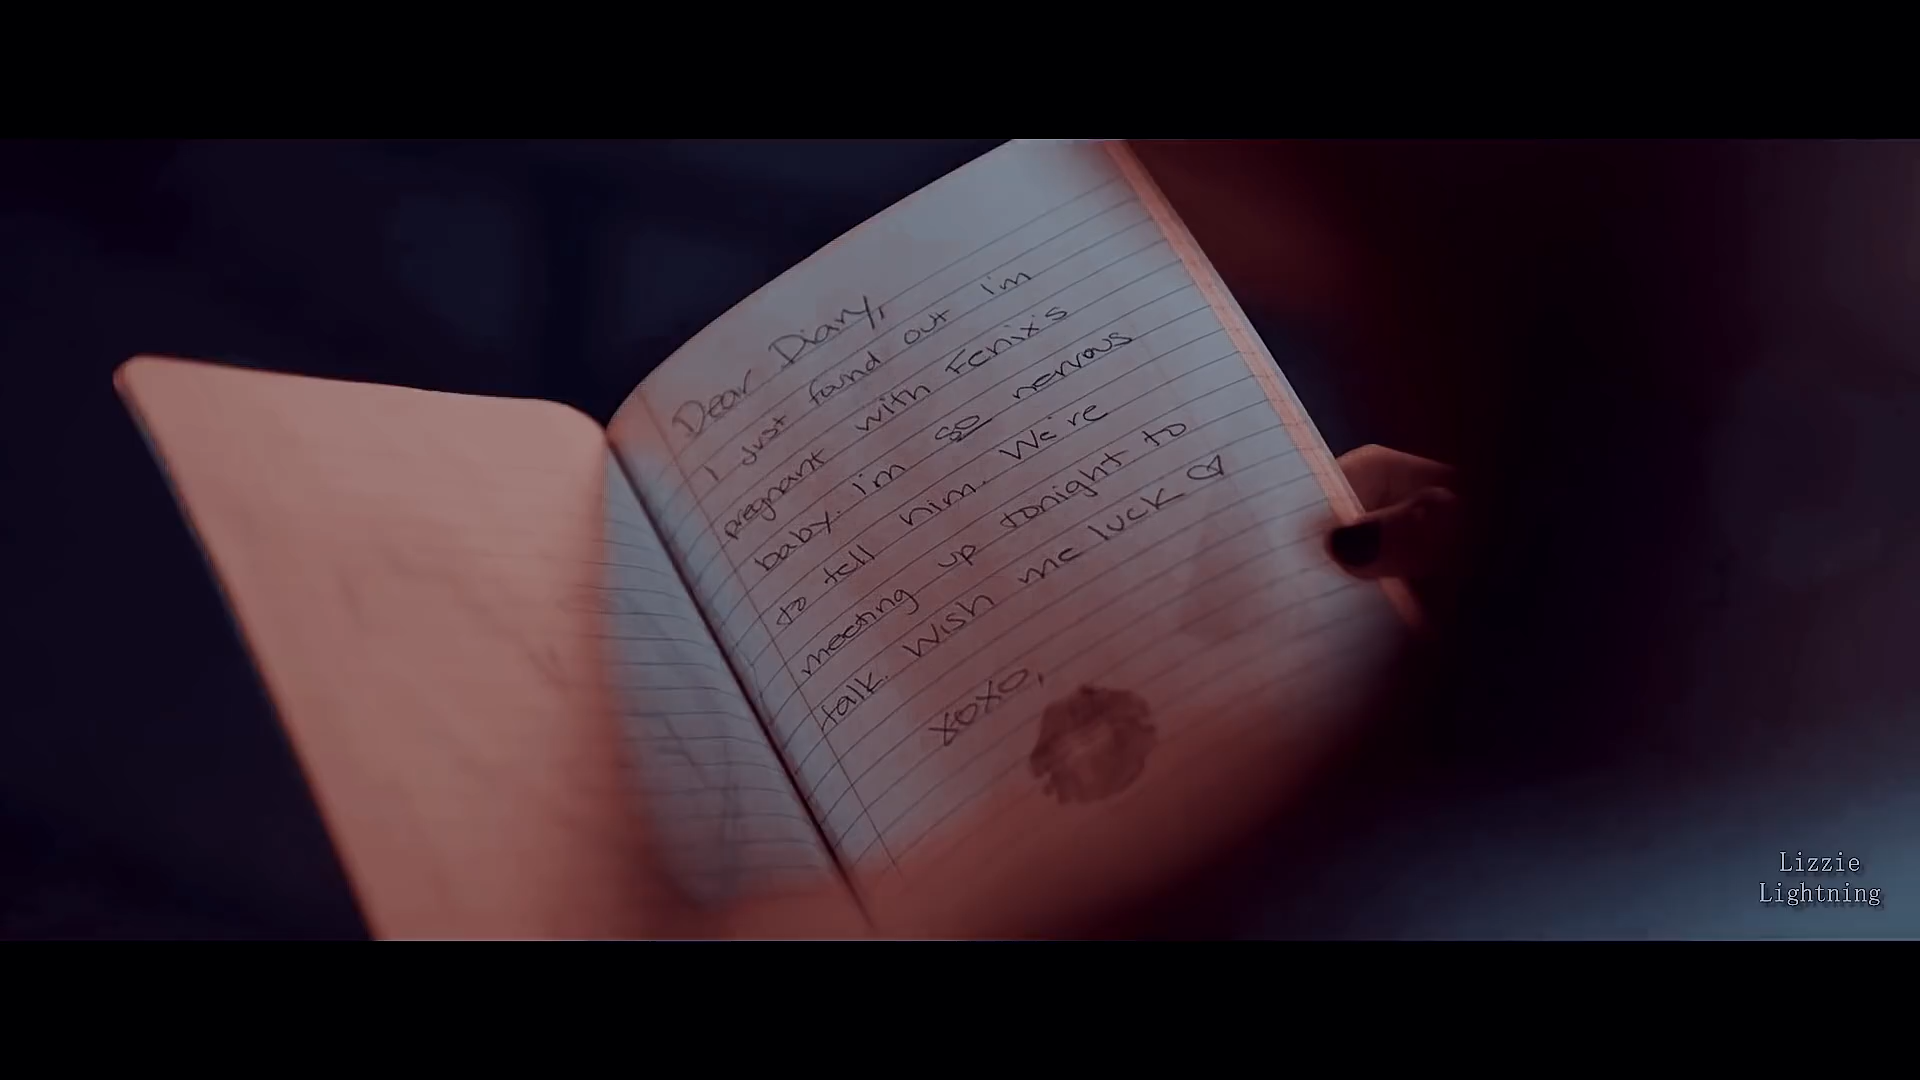 Dear Diary,
I just found out i'm
pregnant with Fenix's
baby. i'm so nervous
to tell him. We're
meeting up tonight to
talk. Wish me luck ♡
xoxo,
Lizzie
Lightning